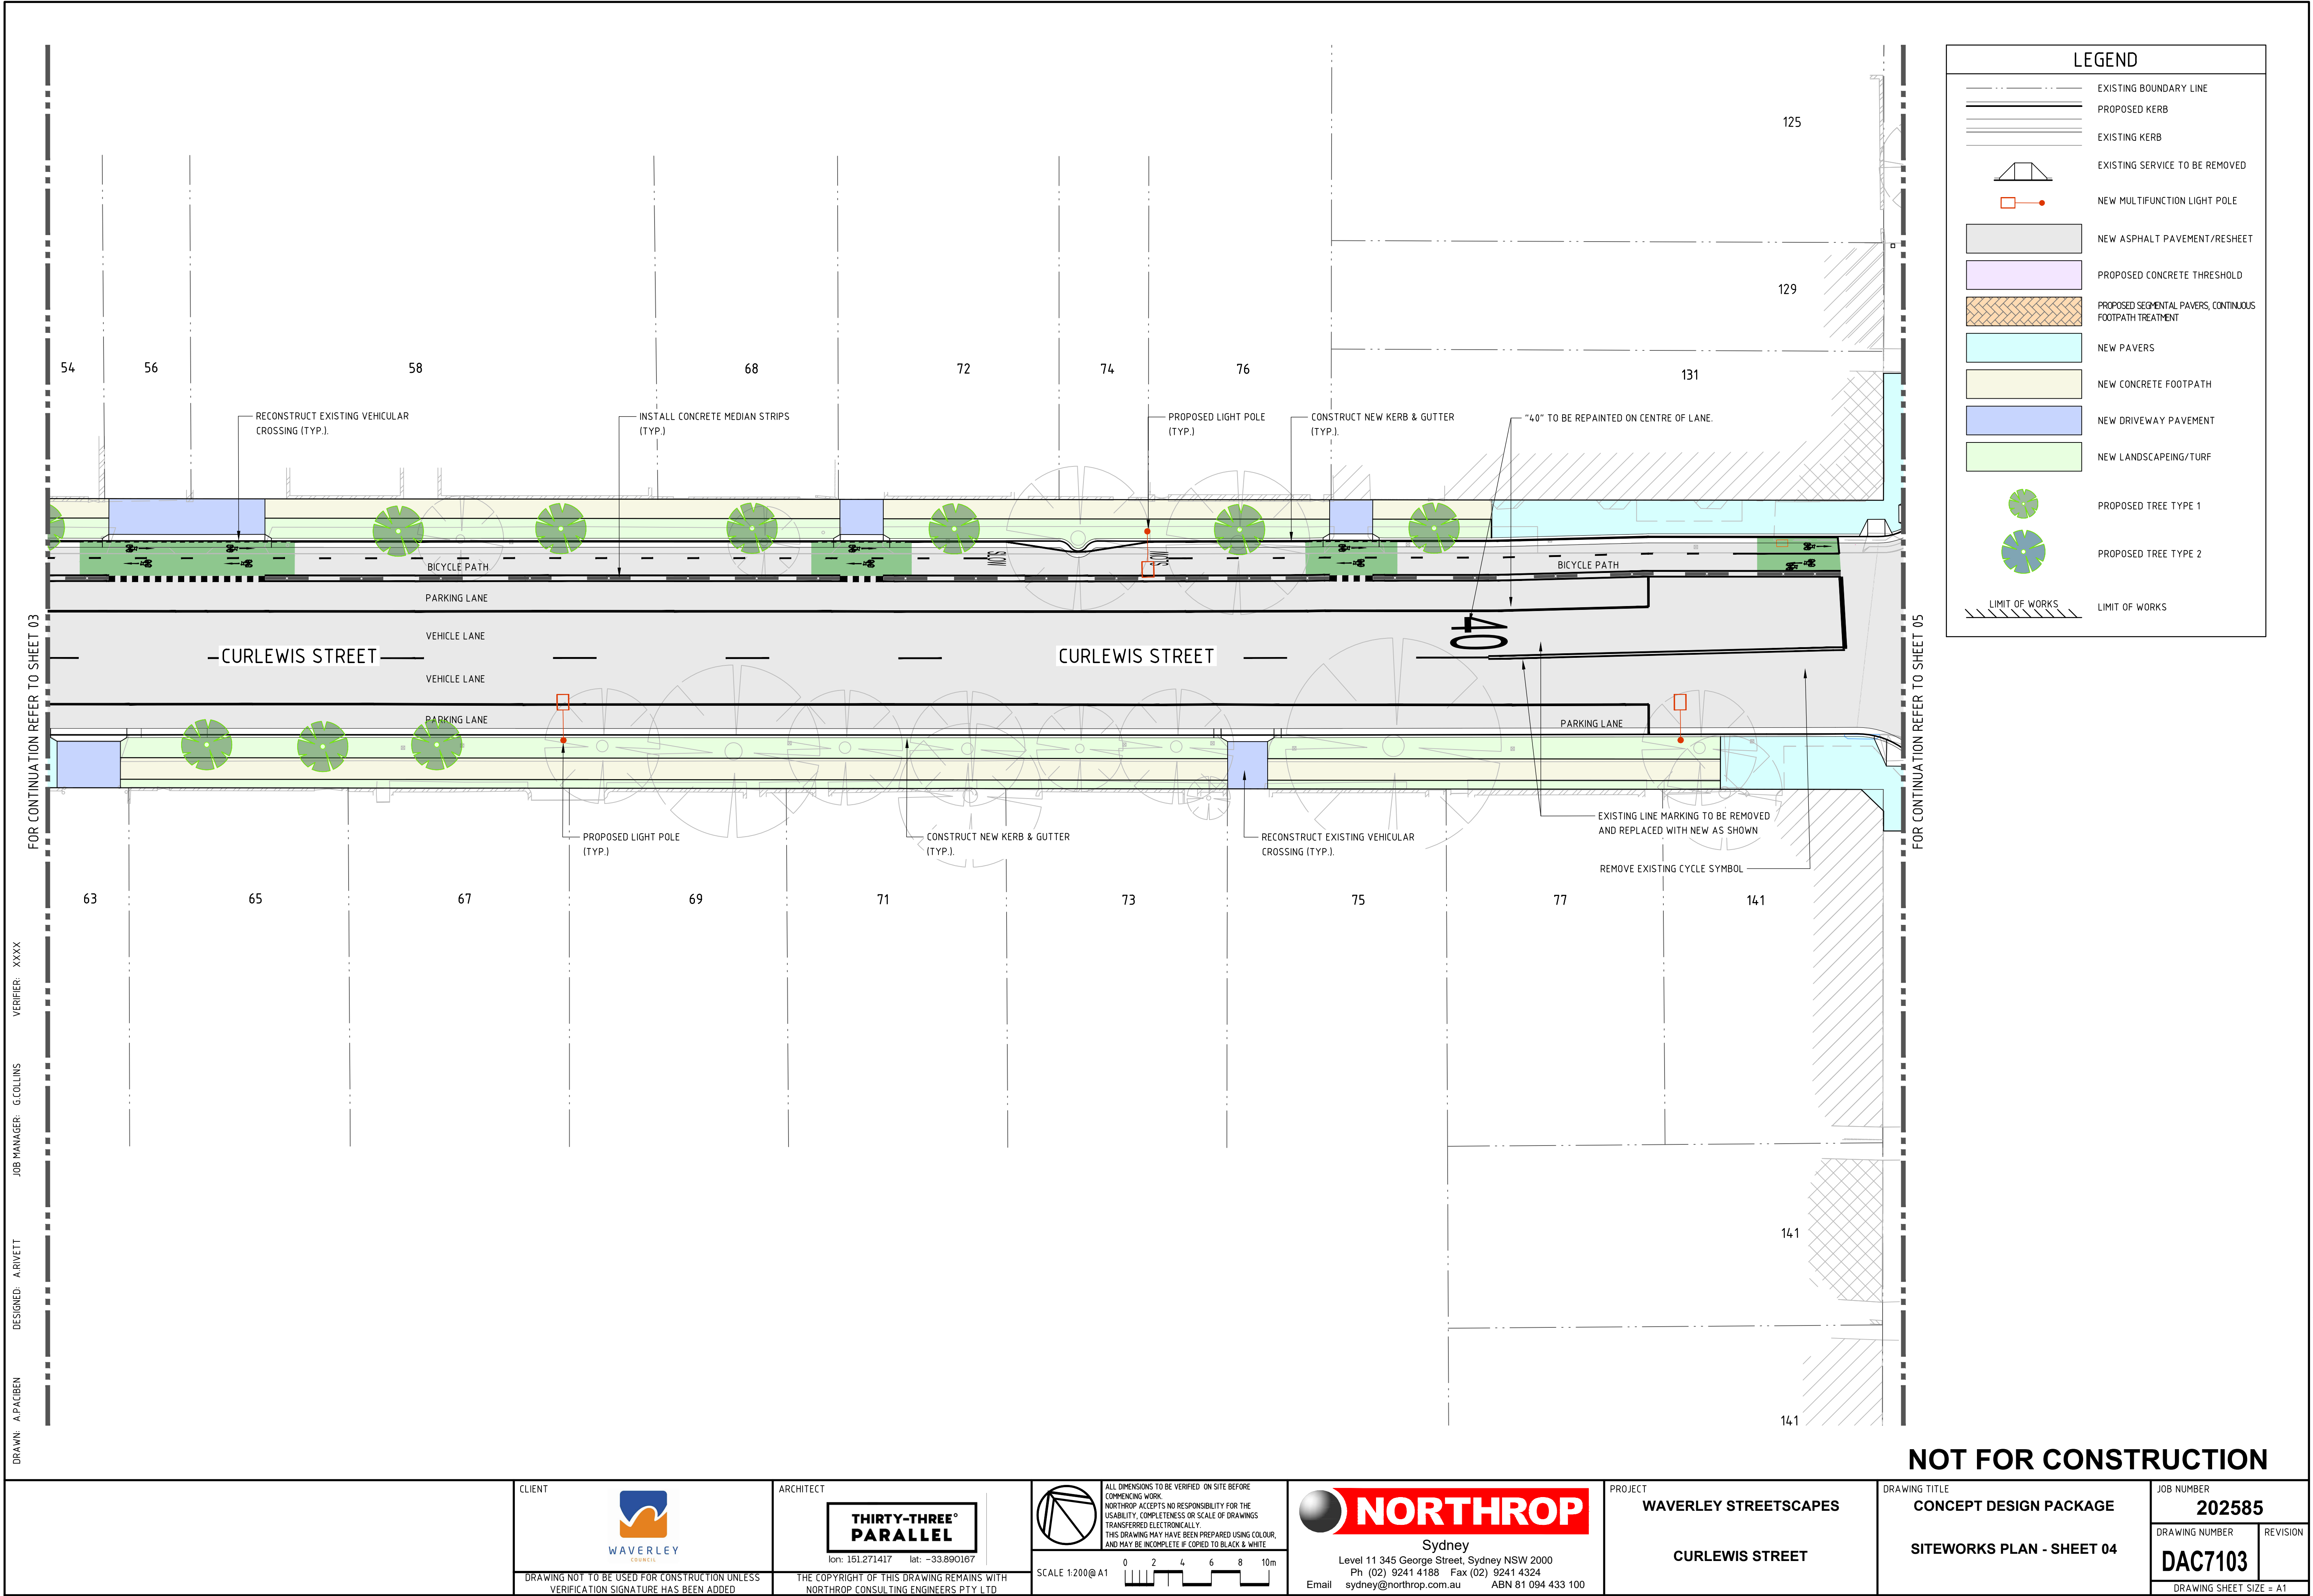 LEGEND
EXISTING BOUNDARY LINE
PROPOSED KERB
EXISTING KERB
EXISTING SERVICE TO BE REMOVED
NEW MULTIFUNCTION LIGHT POLE
NEW ASPHALT PAVEMENT/RESHEET
PROPOSED CONCRETE THRESHOLD
PROPOSED SEGMENTAL PAVERS, CONTINUOUS
FOOTPATH TREATMENT
NEW PAVERS
NEW CONCRETE FOOTPATH
NEW DRIVEWAY PAVEMENT
NEW LANDSCAPEING/TURF
PROPOSED TREE TYPE 1
PROPOSED TREE TYPE 2
LIMIT OF WORKS
LIMIT OF WORKS
125
129
131
54
56
58
68
72
74
76
RECONSTRUCT EXISTING VEHICULAR
CROSSING (TYP.).
INSTALL CONCRETE MEDIAN STRIPS
(TYP.)
PROPOSED LIGHT POLE
(TYP.)
CONSTRUCT NEW KERB & GUTTER
(TYP.).
"40" TO BE REPAINTED ON CENTRE OF LANE.
SLOW
SLOW
BICYCLE PATH
BICYCLE PATH
PARKING LANE
VEHICLE LANE
40
CURLEWIS STREET
CURLEWIS STREET
VEHICLE LANE
PARKING LANE
PARKING LANE
FOR CONTINUATION REFER TO SHEET 03
FOR CONTINUATION REFER TO SHEET 05
PROPOSED LIGHT POLE
(TYP.)
CONSTRUCT NEW KERB & GUTTER
(TYP.).
RECONSTRUCT EXISTING VEHICULAR
CROSSING (TYP.).
EXISTING LINE MARKING TO BE REMOVED
AND REPLACED WITH NEW AS SHOWN
REMOVE EXISTING CYCLE SYMBOL
63
65
67
69
71
73
75
77
141
141
141
VERIFIER: XXXX
JOB MANAGER: G.COLLINS
DESIGNED: A.RIVETT
DRAWN: A.PACIBEN
NOT FOR CONSTRUCTION
CLIENT
WAVERLEY
COUNCIL
DRAWING NOT TO BE USED FOR CONSTRUCTION UNLESS
VERIFICATION SIGNATURE HAS BEEN ADDED
ARCHITECT
THIRTY-THREE°
PARALLEL
lon: 151.271417 lat: -33.890167
THE COPYRIGHT OF THIS DRAWING REMAINS WITH
NORTHROP CONSULTING ENGINEERS PTY LTD
ALL DIMENSIONS TO BE VERIFIED ON SITE BEFORE
COMMENCING WORK.
NORTHROP ACCEPTS NO RESPONSIBILITY FOR THE
USABILITY, COMPLETENESS OR SCALE OF DRAWINGS
TRANSFERRED ELECTRONICALLY.
THIS DRAWING MAY HAVE BEEN PREPARED USING COLOUR,
AND MAY BE INCOMPLETE IF COPIED TO BLACK & WHITE
SCALE 1:200@ A1
0 2 4 6 8 10m
NORTHROP
Sydney
Level 11 345 George Street, Sydney NSW 2000
Ph (02) 9241 4188 Fax (02) 9241 4324
Email sydney@northrop.com.au ABN 81 094 433 100
PROJECT
WAVERLEY STREETSCAPES
CURLEWIS STREET
DRAWING TITLE
CONCEPT DESIGN PACKAGE
SITEWORKS PLAN - SHEET 04
JOB NUMBER
202585
DRAWING NUMBER
REVISION
DAC7103
DRAWING SHEET SIZE = A1